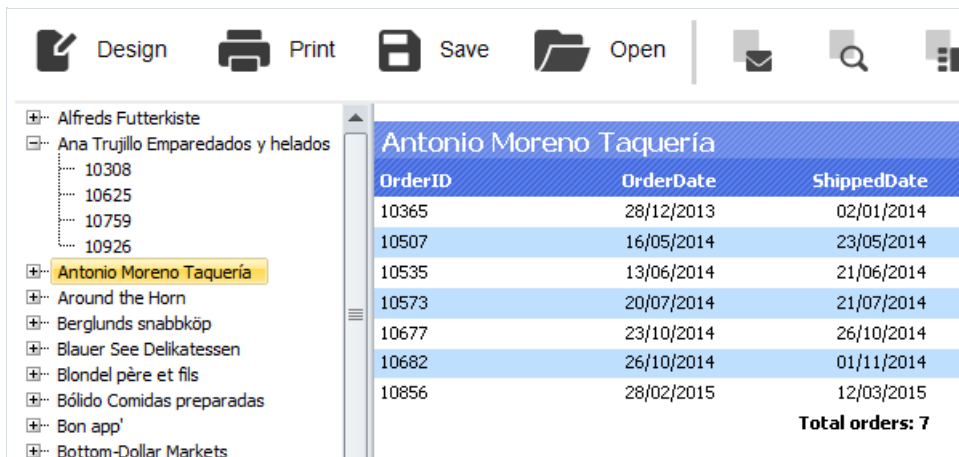 Design Print Save Open
Alfreds Futterkiste
Ana Trujillo Emparedados y helados
10308
10625
10759
10926
Antonio Moreno Taquería
Around the Horn
Berglunds snabbköp
Blauer See Delikatessen
Blondel père et fils
Bólido Comidas preparadas
Bon app'
Bottom-Dollar Markets
Antonio Moreno Taquería
OrderID OrderDate ShippedDate
10365 28/12/2013 02/01/2014
10507 16/05/2014 23/05/2014
10535 13/06/2014 21/06/2014
10573 20/07/2014 21/07/2014
10677 23/10/2014 26/10/2014
10682 26/10/2014 01/11/2014
10856 28/02/2015 12/03/2015
Total orders: 7